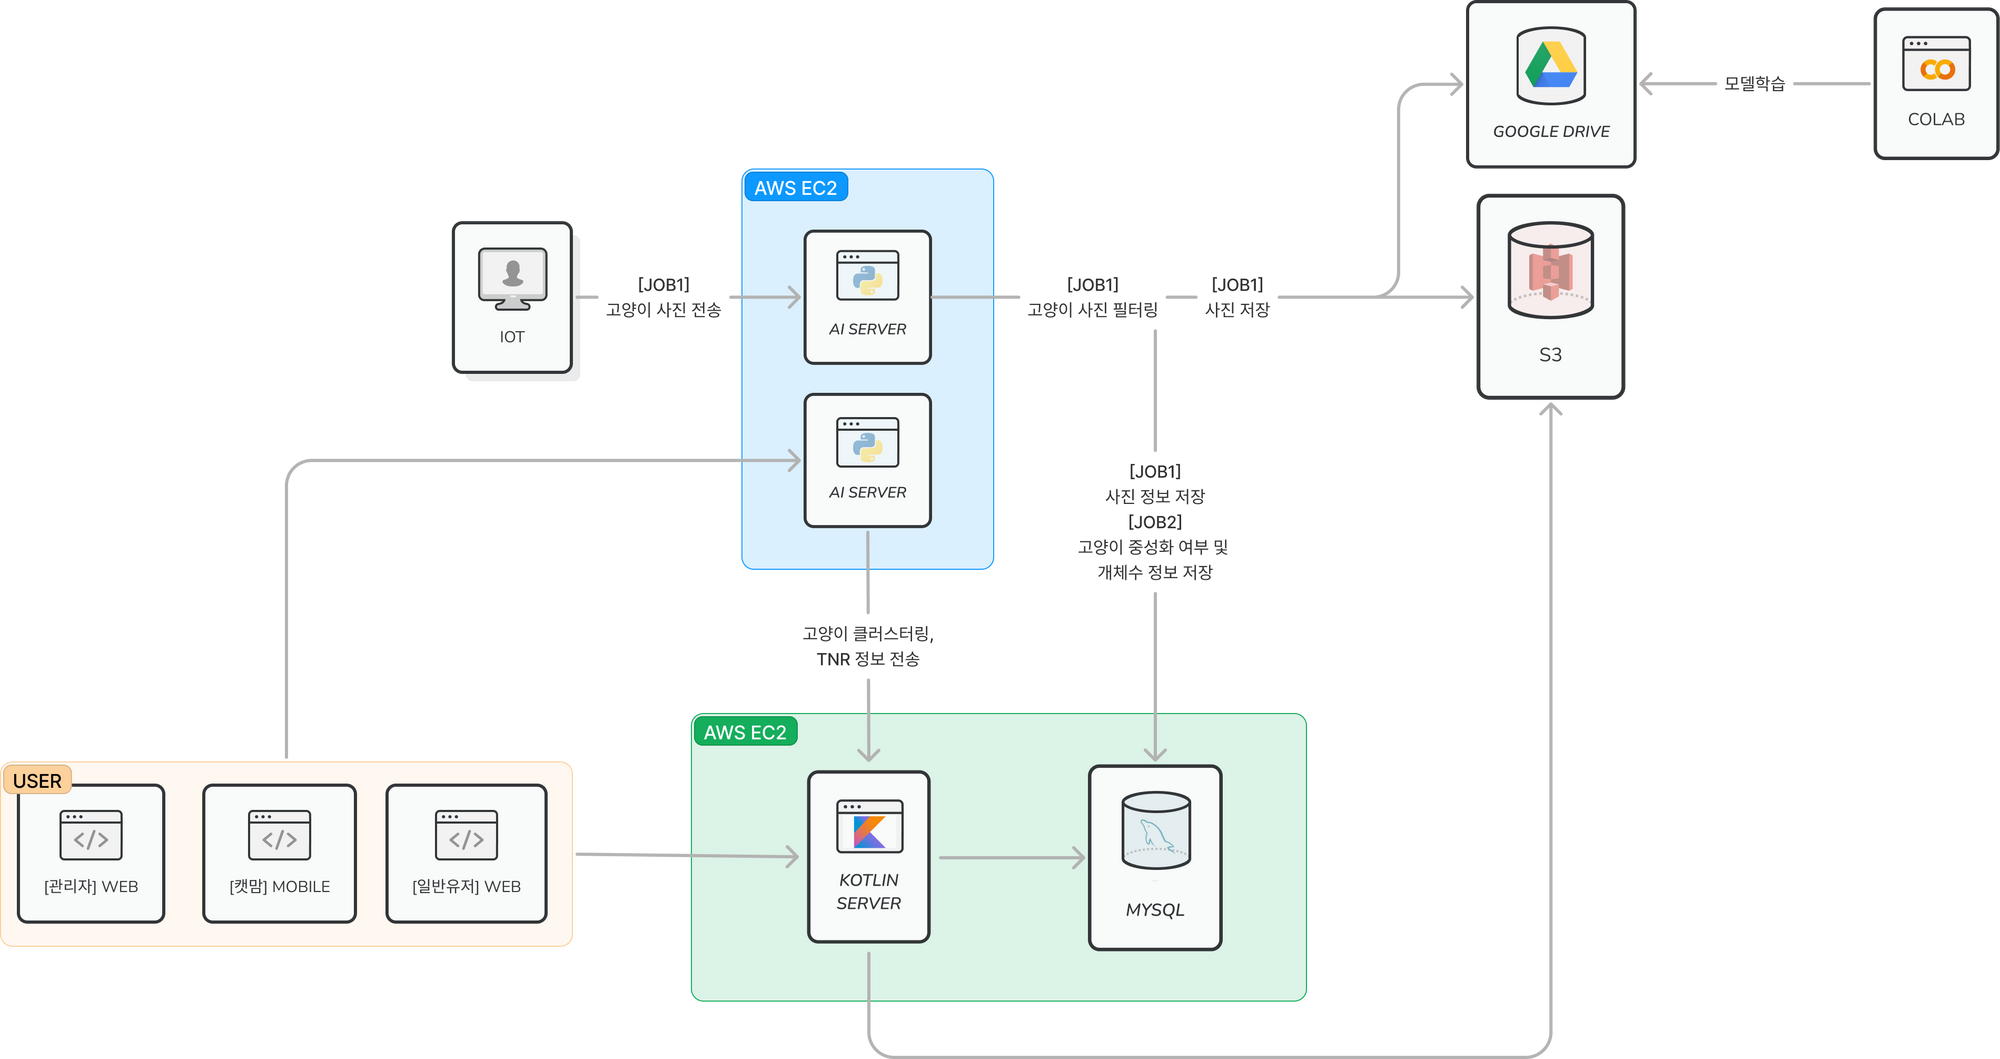 GOOGLE DRIVE
모델학습
COLAB
AWS EC2
IOT
[JOB1]
고양이 사진 전송
AI SERVER
[JOB1]
고양이 사진 필터링
[JOB1]
사진 저장
S3
AI SERVER
[JOB1]
사진 정보 저장
[JOB2]
고양이 중성화 여부 및
개체수 정보 저장
고양이 클러스터링,
TNR 정보 전송
AWS EC2
USER
[관리자] WEB
[캣맘] MOBILE
[일반유저] WEB
KOTLIN
SERVER
MYSQL